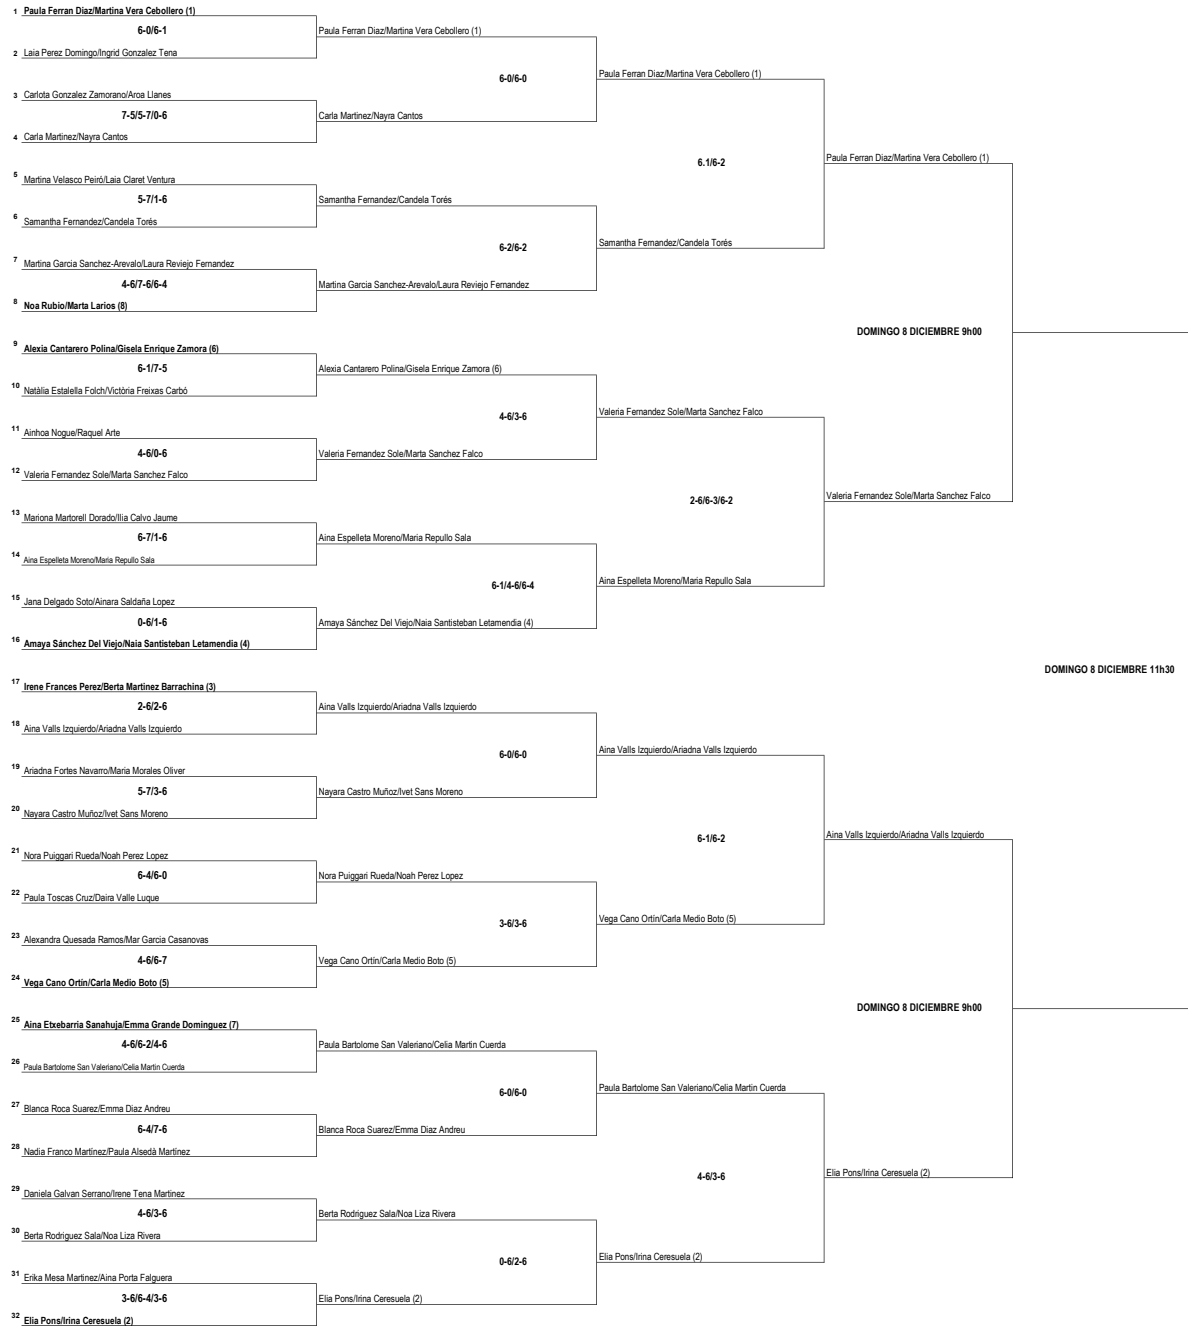 1 Paula Ferran Diaz/Martina Vera Cebollero (1)
6-0/6-1
Paula Ferran Diaz/Martina Vera Cebollero (1)
2 Laia Perez Domingo/Ingrid Gonzalez Tena
6-0/6-0
Paula Ferran Diaz/Martina Vera Cebollero (1)
3 Carlota Gonzalez Zamorano/Aroa Llanes
7-5/5-7/0-6
Carla Martinez/Nayra Cantos
4 Carla Martinez/Nayra Cantos
6.1/6-2
Paula Ferran Diaz/Martina Vera Cebollero (1)
5 Martina Velasco Peiró/Laia Claret Ventura
5-7/1-6
Samantha Fernandez/Candela Torés
6 Samantha Fernandez/Candela Torés
6-2/6-2
Samantha Fernandez/Candela Torés
7 Martina Garcia Sanchez-Arevalo/Laura Reviejo Fernandez
4-6/7-6/6-4
Martina Garcia Sanchez-Arevalo/Laura Reviejo Fernandez
8 Noa Rubio/Marta Larios (8)
DOMINGO 8 DICIEMBRE 9h00
9 Alexia Cantarero Polina/Gisela Enrique Zamora (6)
6-1/7-5
Alexia Cantarero Polina/Gisela Enrique Zamora (6)
10 Natàlia Estalella Folch/Victòria Freixas Carbó
4-6/3-6
Valeria Fernandez Sole/Marta Sanchez Falco
11 Ainhoa Nogue/Raquel Arte
4-6/0-6
Valeria Fernandez Sole/Marta Sanchez Falco
12 Valeria Fernandez Sole/Marta Sanchez Falco
2-6/6-3/6-2
Valeria Fernandez Sole/Marta Sanchez Falco
13 Mariona Martorell Dorado/Ilia Calvo Jaume
6-7/1-6
Aina Espelleta Moreno/Maria Repullo Sala
14 Aina Espelleta Moreno/Maria Repullo Sala
6-1/4-6/6-4
Aina Espelleta Moreno/Maria Repullo Sala
15 Jana Delgado Soto/Ainara Saldaña Lopez
0-6/1-6
Amaya Sánchez Del Viejo/Naia Santisteban Letamendia (4)
16 Amaya Sánchez Del Viejo/Naia Santisteban Letamendia (4)
DOMINGO 8 DICIEMBRE 11h30
17 Irene Frances Perez/Berta Martinez Barrachina (3)
2-6/2-6
Aina Valls Izquierdo/Ariadna Valls Izquierdo
18 Aina Valls Izquierdo/Ariadna Valls Izquierdo
6-0/6-0
Aina Valls Izquierdo/Ariadna Valls Izquierdo
19 Ariadna Fortes Navarro/Maria Morales Oliver
5-7/3-6
Nayara Castro Muñoz/Ivet Sans Moreno
20 Nayara Castro Muñoz/Ivet Sans Moreno
6-1/6-2
Aina Valls Izquierdo/Ariadna Valls Izquierdo
21 Nora Puiggari Rueda/Noah Perez Lopez
6-4/6-0
Nora Puiggari Rueda/Noah Perez Lopez
22 Paula Toscas Cruz/Daira Valle Luque
3-6/3-6
Vega Cano Ortín/Carla Medio Boto (5)
23 Alexandra Quesada Ramos/Mar Garcia Casanovas
4-6/6-7
Vega Cano Ortín/Carla Medio Boto (5)
24 Vega Cano Ortín/Carla Medio Boto (5)
DOMINGO 8 DICIEMBRE 9h00
25 Aina Etxebarria Sanahuja/Emma Grande Dominguez (7)
4-6/6-2/4-6
Paula Bartolome San Valeriano/Celia Martin Cuerda
26 Paula Bartolome San Valeriano/Celia Martin Cuerda
6-0/6-0
Paula Bartolome San Valeriano/Celia Martin Cuerda
27 Blanca Roca Suarez/Emma Diaz Andreu
6-4/7-6
Blanca Roca Suarez/Emma Diaz Andreu
28 Nadia Franco Martinez/Paula Alsedà Martinez
4-6/3-6
Elia Pons/Irina Ceresuela (2)
29 Daniela Galvan Serrano/Irene Tena Martinez
4-6/3-6
Berta Rodriguez Sala/Noa Liza Rivera
30 Berta Rodriguez Sala/Noa Liza Rivera
0-6/2-6
Elia Pons/Irina Ceresuela (2)
31 Erika Mesa Martinez/Aina Porta Falguera
3-6/6-4/3-6
Elia Pons/Irina Ceresuela (2)
32 Elia Pons/Irina Ceresuela (2)